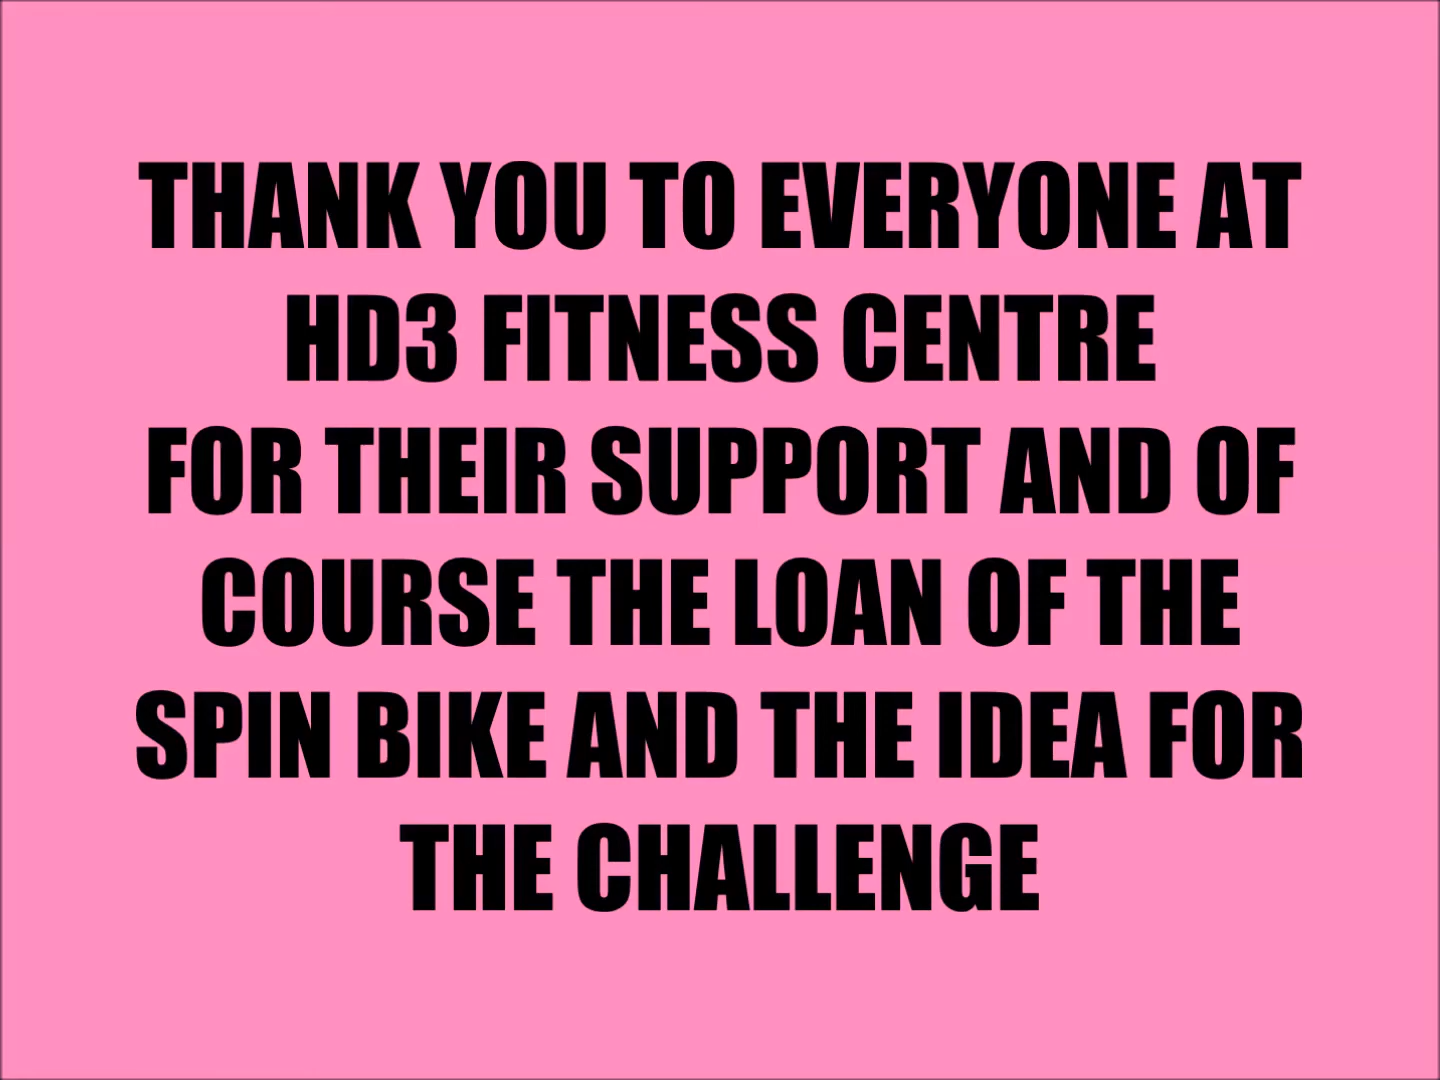 THANK YOU TO EVERYONE AT
HD3 FITNESS CENTRE
FOR THEIR SUPPORT AND OF
COURSE THE LOAN OF THE
SPIN BIKE AND THE IDEA FOR
THE CHALLENGE